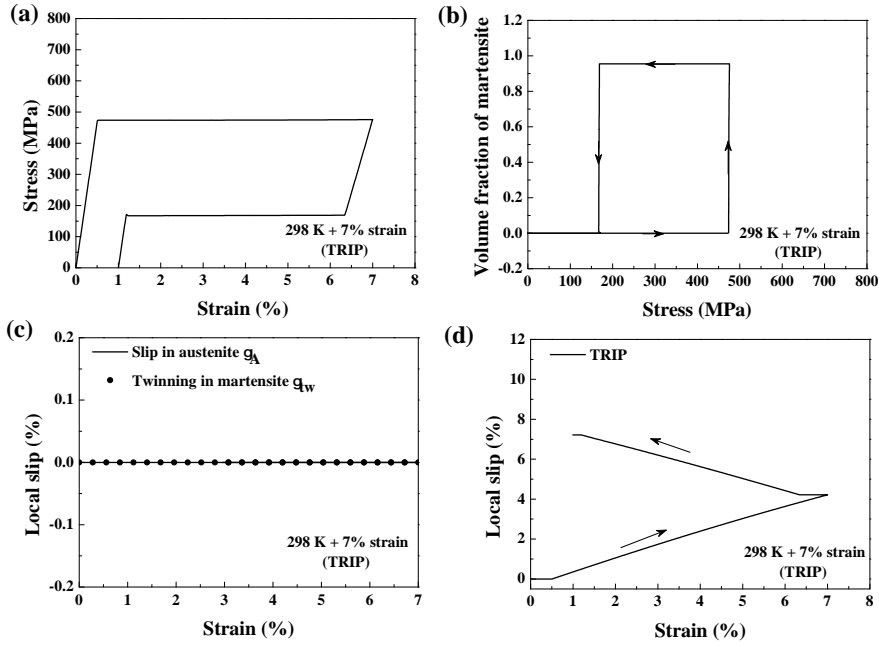 (a)
800
700
600
500
400
300
200
100
0
Stress (MPa)
0 1 2 3 4 5 6 7 8
Strain (%)
298 K + 7% strain
(TRIP)
(b)
1.2
1.0
0.8
0.6
0.4
0.2
0.0
-0.2
Volume fraction of martensite
0 100 200 300 400 500 600 700 800
Stress (MPa)
298 K + 7% strain
(TRIP)
(c)
0.2
0.1
0.0
-0.1
-0.2
Local slip (%)
Slip in austenite g_A
Twinning in martensite g_tw
0 1 2 3 4 5 6 7
Strain (%)
298 K + 7% strain
(TRIP)
(d)
12
10
8
6
4
2
0
Local slip (%)
TRIP
0 1 2 3 4 5 6 7 8
Strain (%)
298 K + 7% strain
(TRIP)